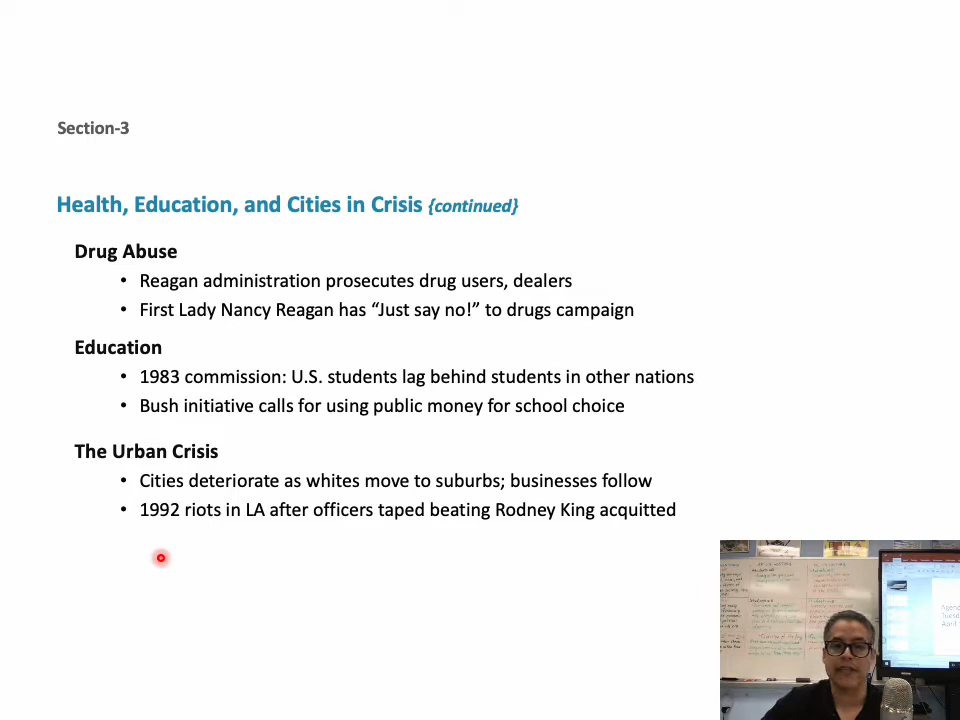 Section-3
Health, Education, and Cities in Crisis {continued}
Drug Abuse
• Reagan administration prosecutes drug users, dealers
• First Lady Nancy Reagan has “Just say no!” to drugs campaign
Education
• 1983 commission: U.S. students lag behind students in other nations
• Bush initiative calls for using public money for school choice
The Urban Crisis
• Cities deteriorate as whites move to suburbs; businesses follow
• 1992 riots in LA after officers taped beating Rodney King acquitted